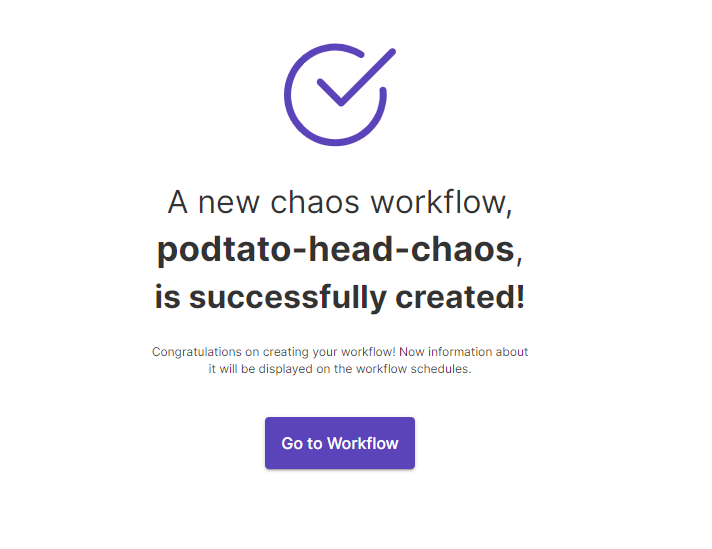 A new chaos workflow,
podtato-head-chaos,
is successfully created!
Congratulations on creating your workflow! Now information about
it will be displayed on the workflow schedules.
Go to Workflow